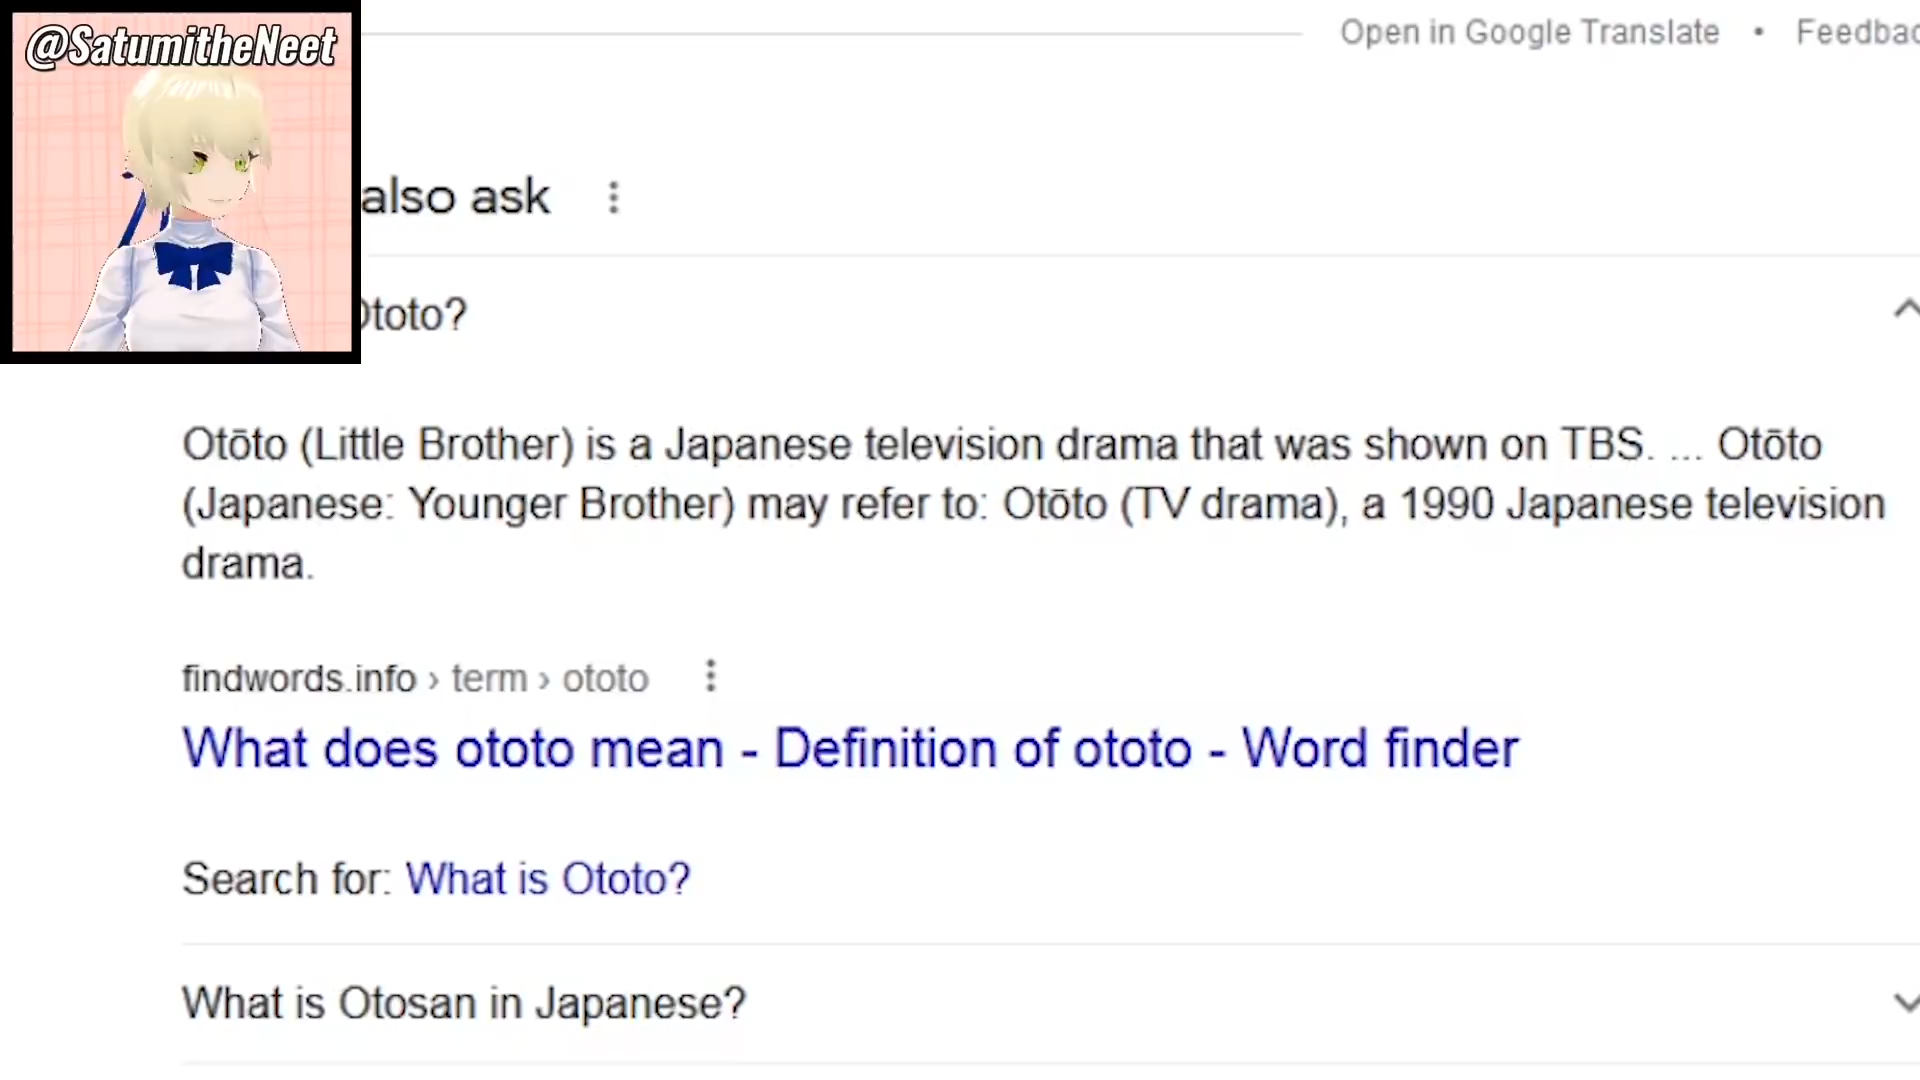 @SatumitheNeet
Open in Google Translate • Feedbac
also ask
Ototo?
Otōto (Little Brother) is a Japanese television drama that was shown on TBS. ... Otōto
(Japanese: Younger Brother) may refer to: Otōto (TV drama), a 1990 Japanese television
drama.
findwords.info › term › ototo
What does ototo mean - Definition of ototo - Word finder
Search for: What is Ototo?
What is Otosan in Japanese?